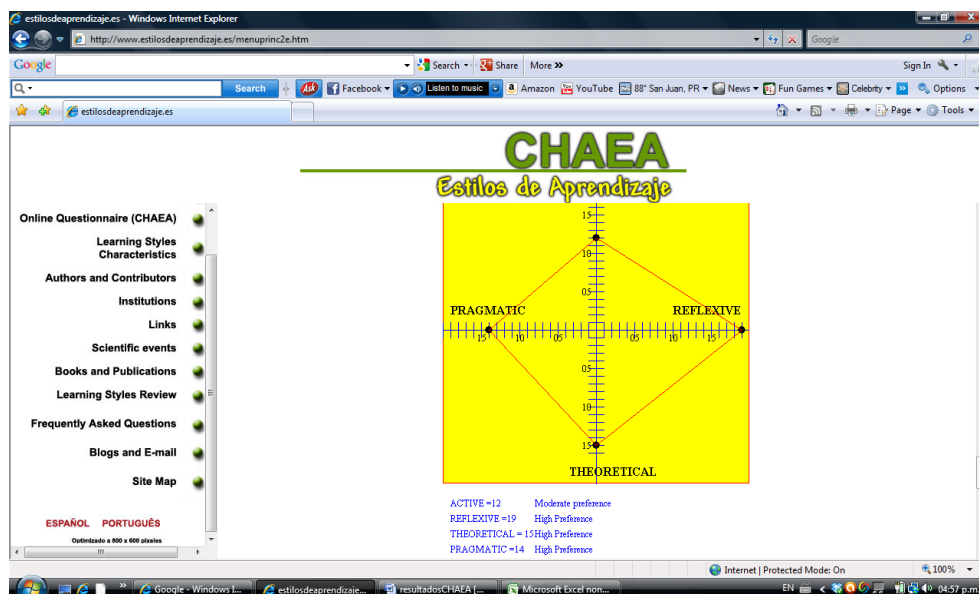 estilosdeaprendizaje.es - Windows Internet Explorer
http://www.estilosdeaprendizaje.es/menuprinc2e.htm
Google
Google
Search
Share
More
Sign In
Search
Ask
Facebook
Listen to music
a Amazon
YouTube
88° San Juan, PR
News
Fun Games
Celebrity
Options
estilosdeaprendizaje.es
Page
Tools
CHAEA
Estilos de Aprendizaje
Online Questionnaire (CHAEA)
Learning Styles
Characteristics
Authors and Contributors
Institutions
Links
Scientific events
Books and Publications
Learning Styles Review
Frequently Asked Questions
Blogs and E-mail
Site Map
ESPAÑOL PORTUGUÊS
Optimizado a 800 x 600 pixeles
15
10
05
PRAGMATIC
REFLEXIVE
15 10 05 05 10 15
05
10
15
THEORETICAL
ACTIVE =12 Moderate preference
REFLEXIVE =19 High Preference
THEORETICAL = 15 High Preference
PRAGMATIC =14 High Preference
Internet | Protected Mode: On
100%
Google - Windows I...
estilosdeaprendizaje...
resultadosCHAEA [...
Microsoft Excel non...
EN
04:57 p.m.